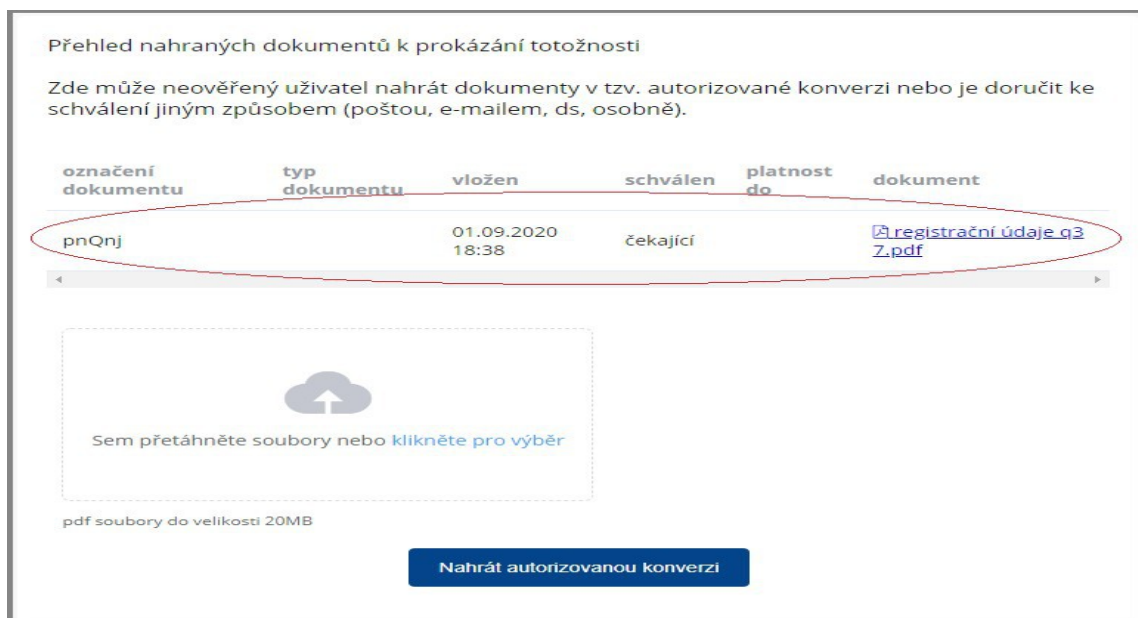 Přehled nahraných dokumentů k prokázání totožnosti
Zde může neověřený uživatel nahrát dokumenty v tzv. autorizované konverzi nebo je doručit ke
schválení jiným způsobem (poštou, e-mailem, ds, osobně).
označení dokumentu typ dokumentu vložen schválen platnost do dokument
pnQnj 01.09.2020 18:38 čekající registrační údaje q3
7.pdf
Sem přetáhněte soubory nebo klikněte pro výběr
pdf soubory do velikosti 20MB
Nahrát autorizovanou konverzi